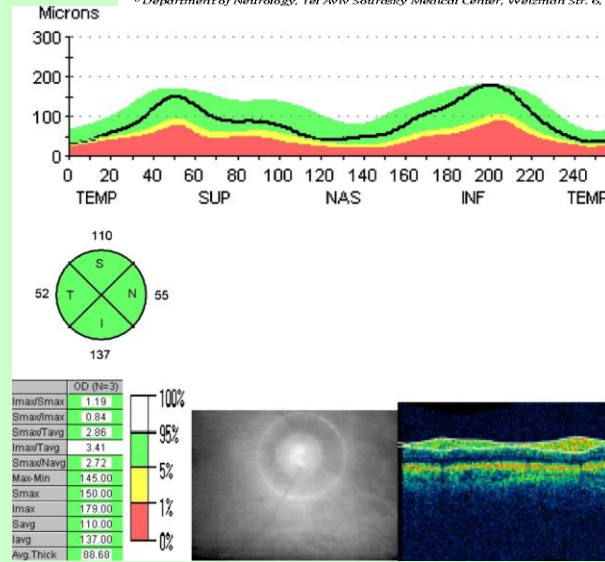 Department of Neurology, Tel Aviv Sourasky Medical Center, Weizman Str. 6,
Microns
300
200
100
0
0 20 40 60 80 100 120 140 160 180 200 220 240
TEMP SUP NAS INF TEMP
110
S
52 T N 55
I
137
OD (N=3)
Imax/Smax 1.19
Smax/Imax 0.84
Smax/Tavg 2.86
Imax/Tavg 3.41
Smax/Navg 2.72
Max-Min 145.00
Smax 150.00
Imax 179.00
Savg 110.00
Iavg 137.00
Avg.Thick 88.68
100%
95%
5%
1%
0%